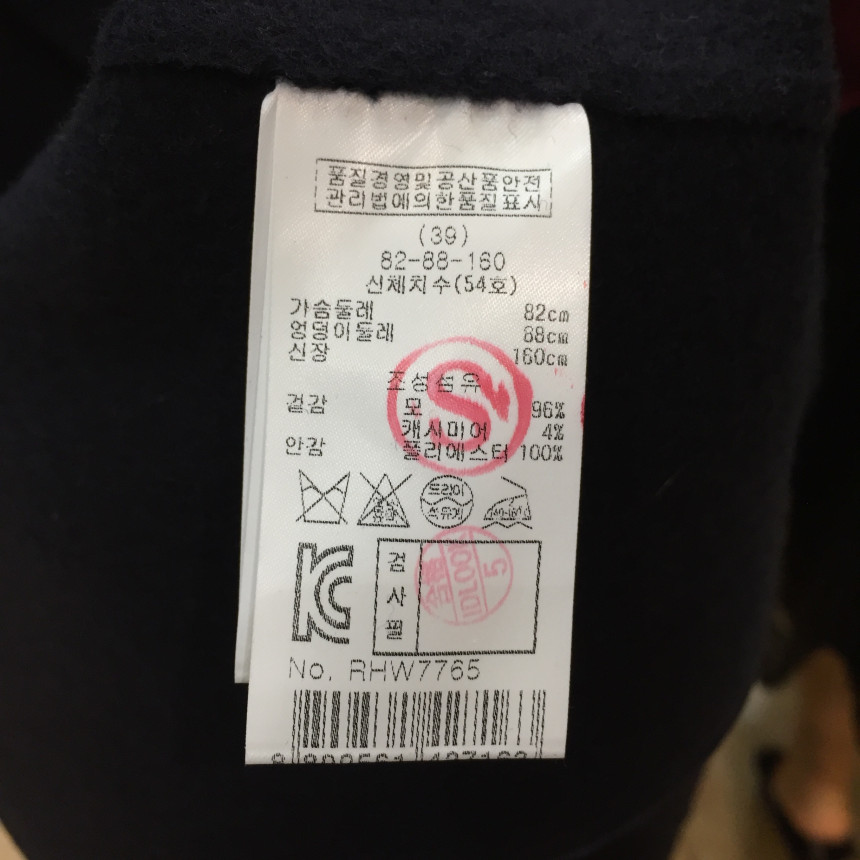 품질경영및공산품안전
관리법에의한품질표시
(39)
82-88-160
신체치수(54호)
가슴둘레 82cm
엉덩이둘레 88cm
신장 160cm
조성섬유
겉감 모 96%
캐시미어 4%
안감 폴리에스터 100%
드라이
석유계
KC
검사필
5
No. RHW7765